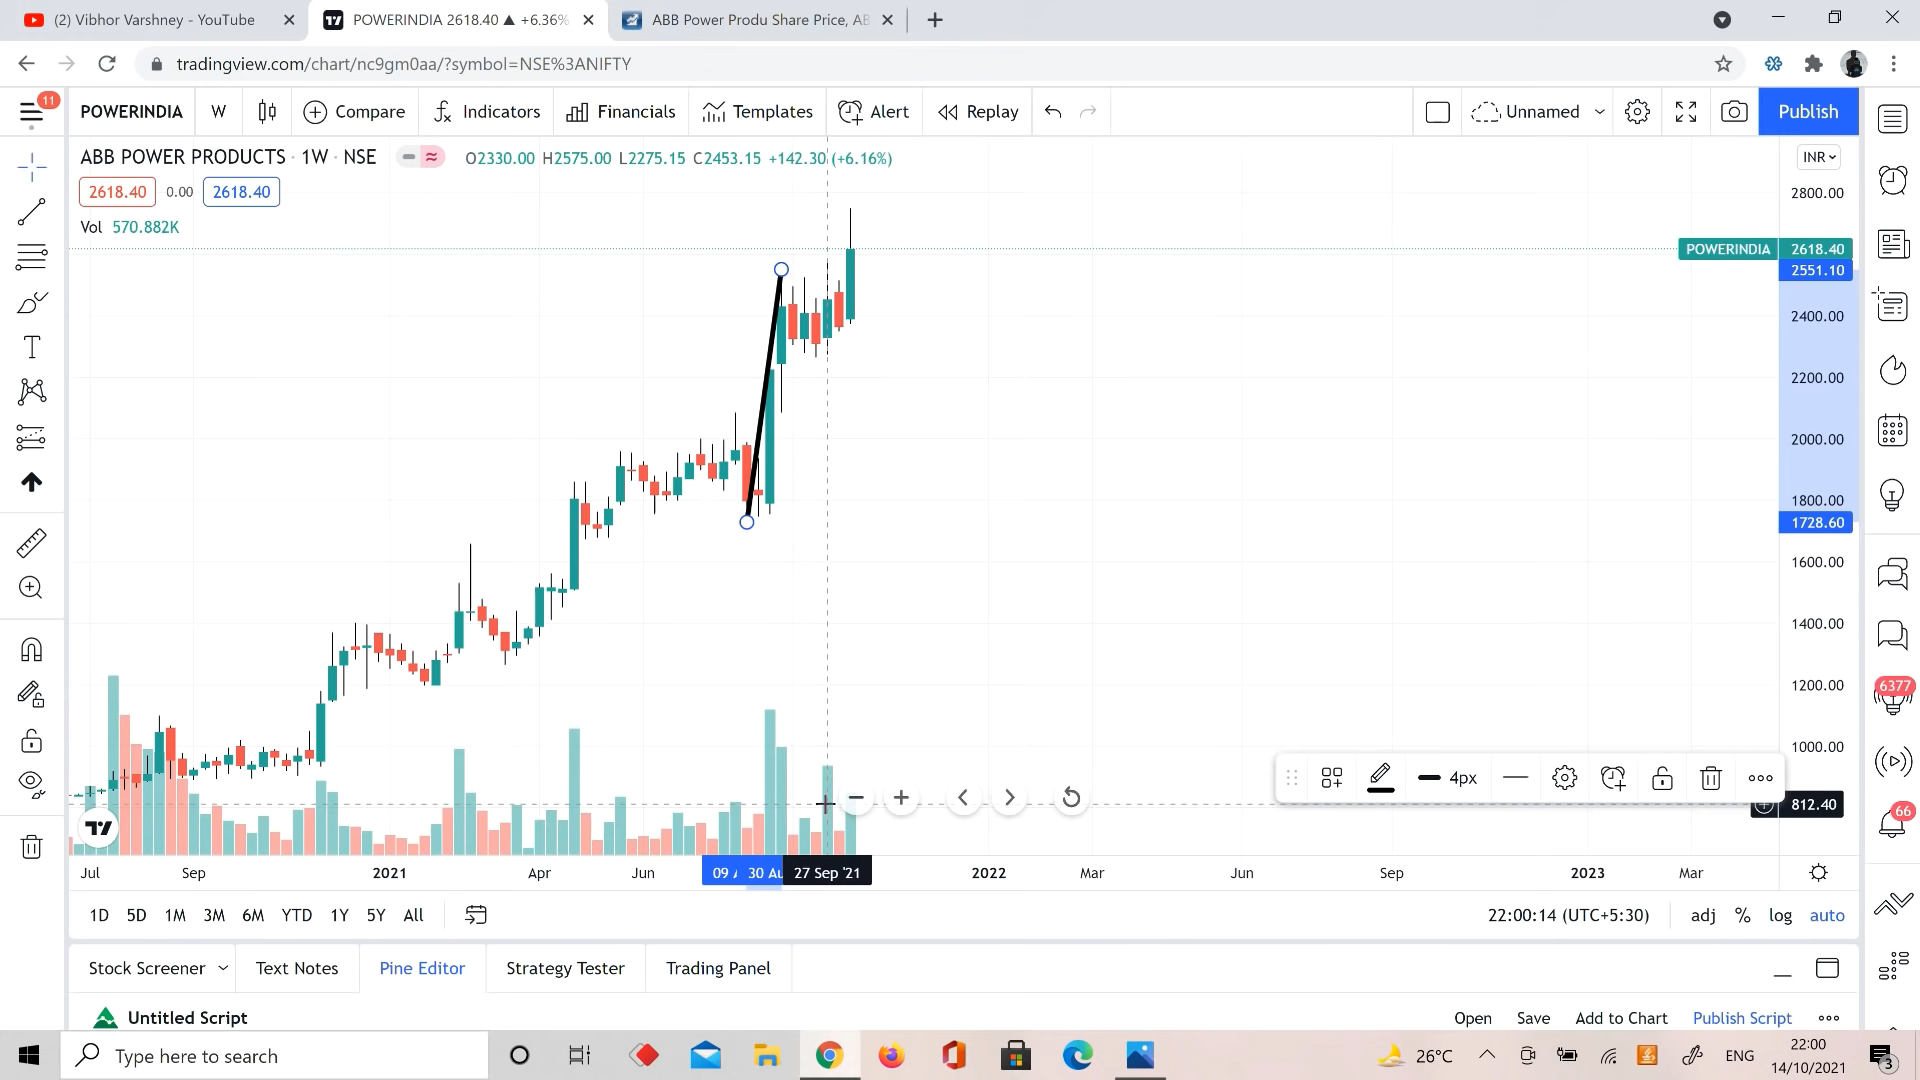 (2) Vibhor Varshney - YouTube
POWERINDIA 2618.40 ▲ +6.36%
ABB Power Produ Share Price, AB
tradingview.com/chart/nc9gm0aa/?symbol=NSE%3ANIFTY
11
POWERINDIA W Compare Indicators Financials Templates Alert Replay Unnamed Publish
ABB POWER PRODUCTS · 1W · NSE O2330.00 H2575.00 L2275.15 C2453.15 +142.30 (+6.16%)
INR
2618.40 0.00 2618.40
Vol 570.882K
2800.00
POWERINDIA 2618.40
2551.10
2400.00
2200.00
2000.00
1800.00
1728.60
1600.00
1400.00
1200.00
1000.00
812.40
4px
6377
66
Jul Sep 2021 Apr Jun 09 A 30 Au 27 Sep '21 2022 Mar Jun Sep 2023 Mar
1D 5D 1M 3M 6M YTD 1Y 5Y All
22:00:14 (UTC+5:30) adj % log auto
Stock Screener Text Notes Pine Editor Strategy Tester Trading Panel
Untitled Script
Open Save Add to Chart Publish Script
Type here to search
26°C
ENG
22:00
14/10/2021
3